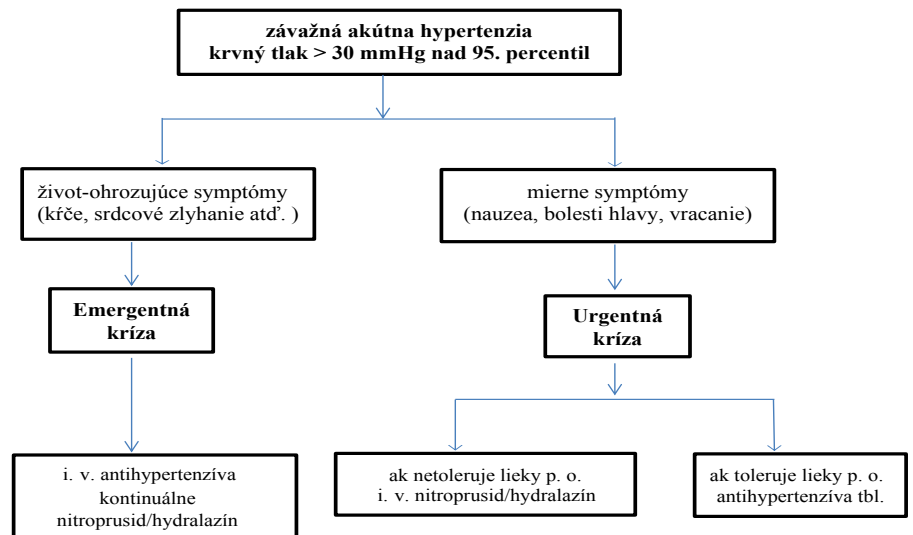 závažná akútna hypertenzia
krvný tlak > 30 mmHg nad 95. percentil
život-ohrozujúce symptómy
(kŕče, srdcové zlyhanie atď. )
mierne symptómy
(nauzea, bolesti hlavy, vracanie)
Emergentná
kríza
Urgentná
kríza
i. v. antihypertenzíva
kontinuálne
nitroprusid/hydralazín
ak netoleruje lieky p. o.
i. v. nitroprusid/hydralazín
ak toleruje lieky p. o.
antihypertenzíva tbl.